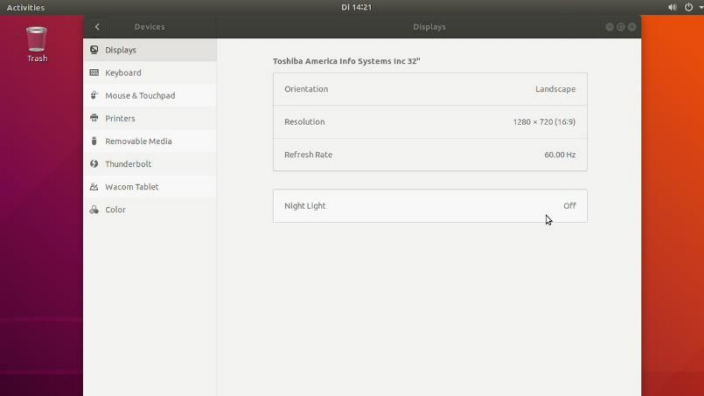 Activities
Di 14:21
Devices
Displays
Trash
Displays
Keyboard
Mouse & Touchpad
Printers
Removable Media
Thunderbolt
Wacom Tablet
Color
Toshiba America Info Systems Inc 32"
Orientation Landscape
Resolution 1280 × 720 (16:9)
Refresh Rate 60.00 Hz
Night Light Off